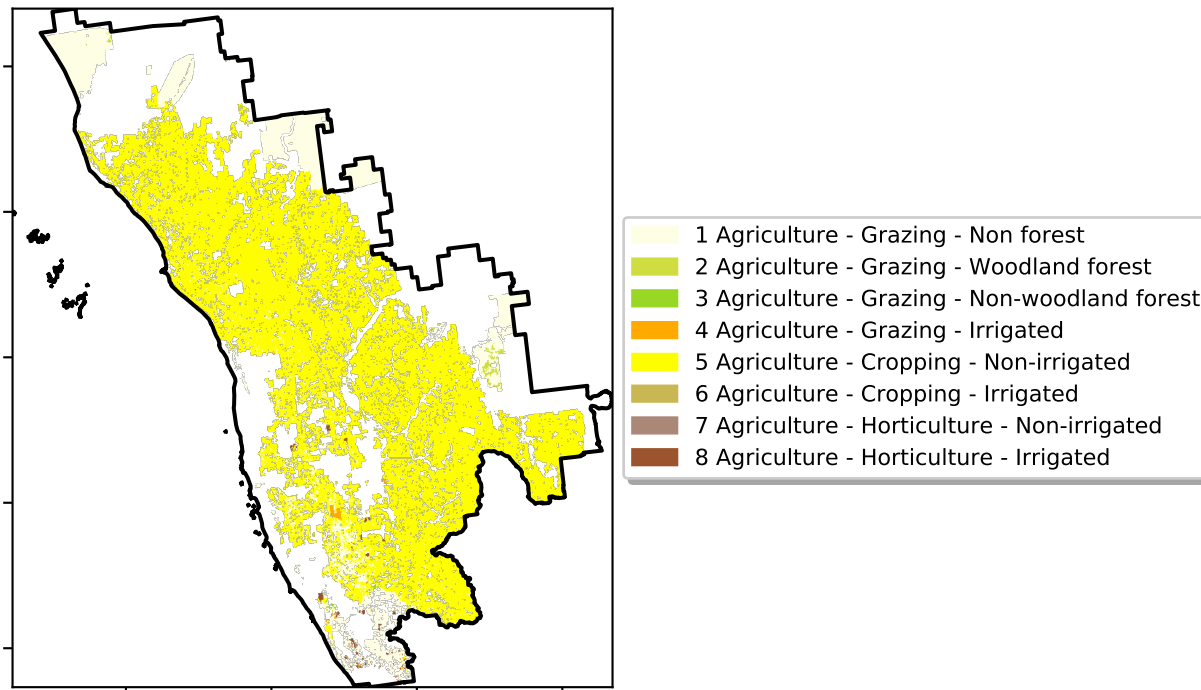 1 Agriculture - Grazing - Non forest
2 Agriculture - Grazing - Woodland forest
3 Agriculture - Grazing - Non-woodland forest
4 Agriculture - Grazing - Irrigated
5 Agriculture - Cropping - Non-irrigated
6 Agriculture - Cropping - Irrigated
7 Agriculture - Horticulture - Non-irrigated
8 Agriculture - Horticulture - Irrigated